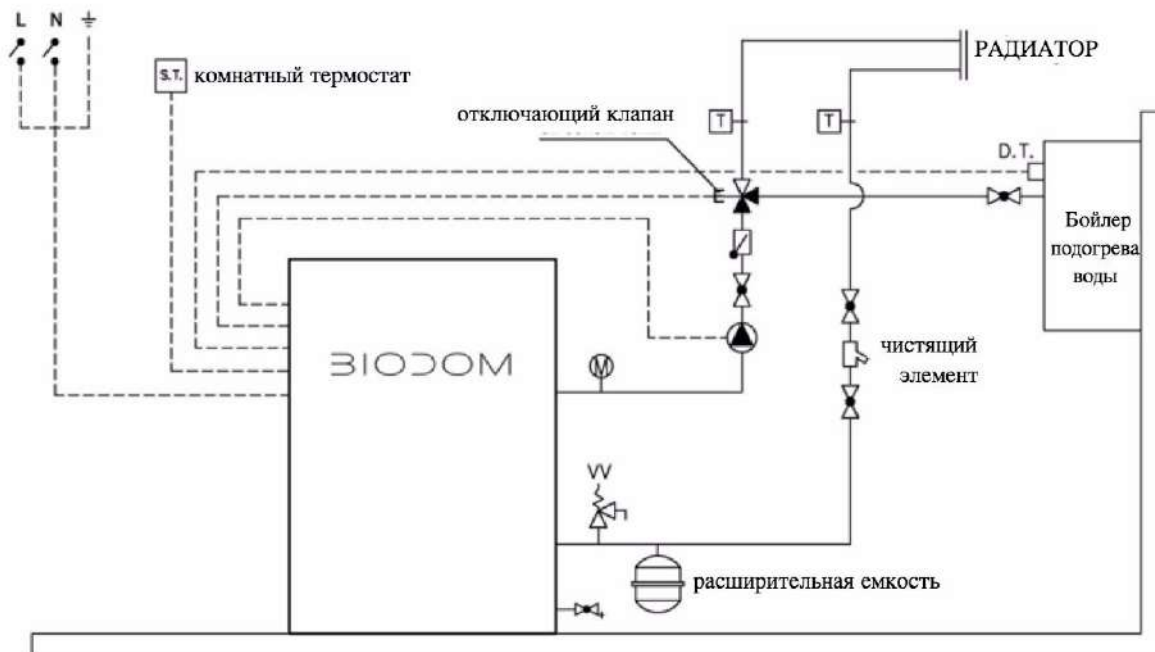 L N
S.T. комнатный термостат
РАДИАТОР
отключающий клапан
T
T
D.T.
Бойлер
подогрева
воды
BIODOM
M
чистящий
элемент
VV
расширительная емкость